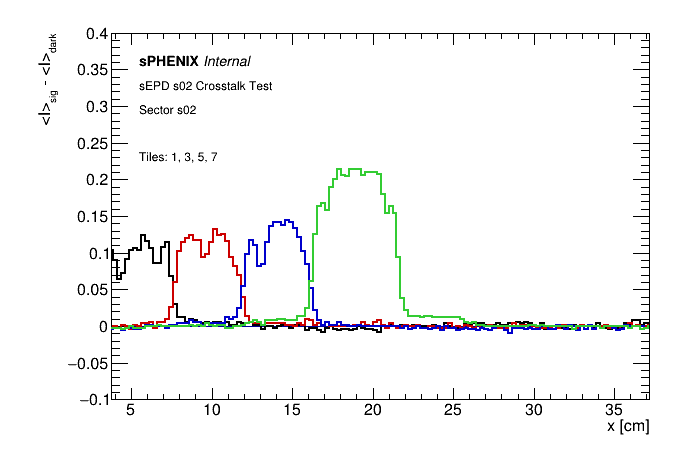 0.4
0.35
0.3
0.25
0.2
0.15
0.1
0.05
0
−0.05
−0.1
<I>sig - <I>dark
sPHENIX Internal
sEPD s02 Crosstalk Test
Sector s02
Tiles: 1, 3, 5, 7
5 10 15 20 25 30 35
x [cm]